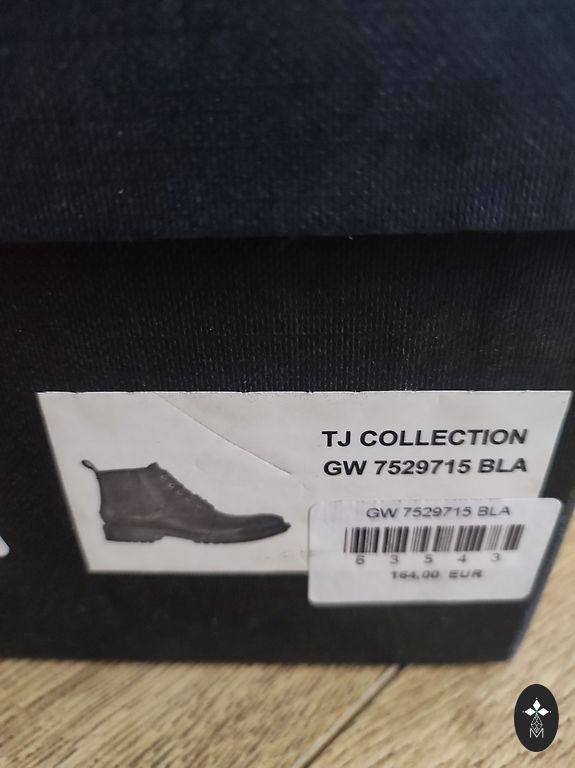 TJ COLLECTION
GW 7529715 BLA
GW 7529715 BLA
6 3 5 4 3
164,00 EUR
M